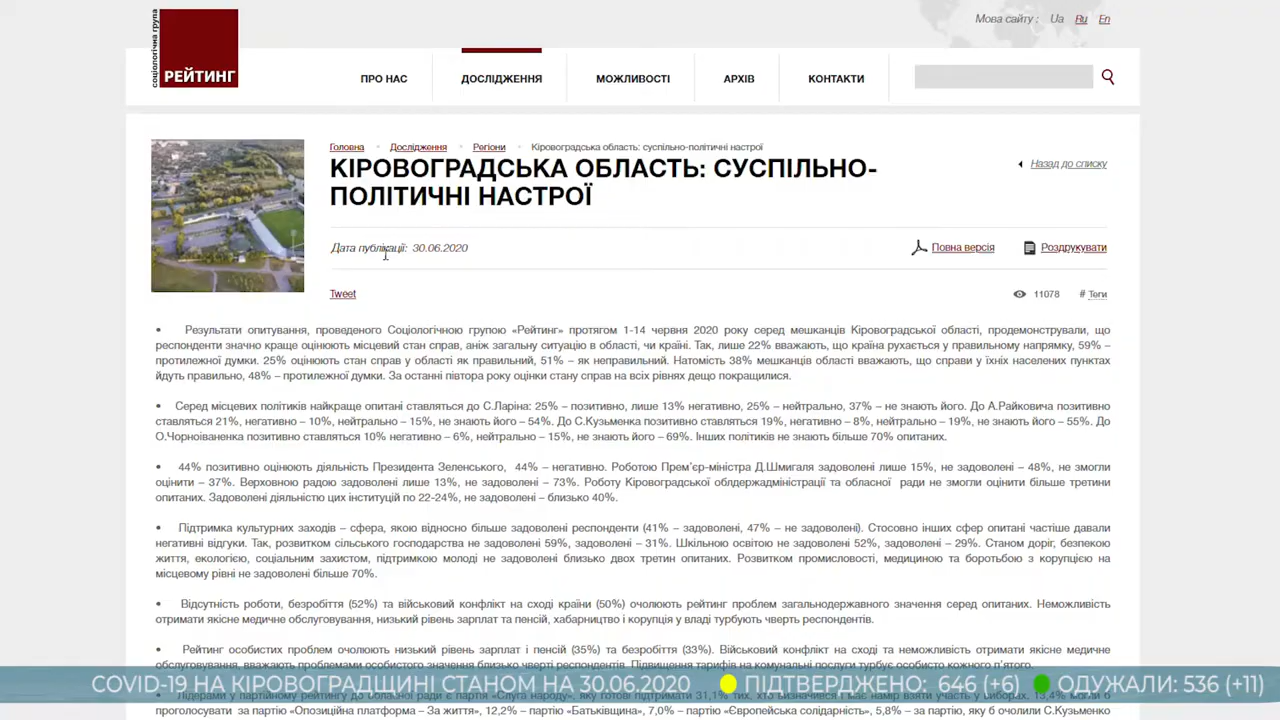 Мова сайту : Ua Ru En
соціологічна група
РЕЙТИНГ
ПРО НАС ДОСЛІДЖЕННЯ МОЖЛИВОСТІ АРХІВ КОНТАКТИ
Головна Дослідження Регіони Кіровоградська область: суспільно-політичні настрої
КІРОВОГРАДСЬКА ОБЛАСТЬ: СУСПІЛЬНО-
ПОЛІТИЧНІ НАСТРОЇ
Назад до списку
Дата публікації: 30.06.2020
Повна версія Роздрукувати
Tweet
11078 # Теги
• Результати опитування, проведеного Соціологічною групою «Рейтинг» протягом 1-14 червня 2020 року серед мешканців Кіровоградської області, продемонстрували, що
респонденти значно краще оцінюють місцевий стан справ, аніж загальну ситуацію в області, чи країні. Так, лише 22% вважають, що країна рухається у правильному напрямку, 59% –
протилежної думки. 25% оцінюють стан справ у області як правильний, 51% – як неправильний. Натомість 38% мешканців області вважають, що справи у їхніх населених пунктах
йдуть правильно, 48% – протилежної думки. За останні півтора року оцінки стану справ на всіх рівнях дещо покращилися.
• Серед місцевих політиків найкраще опитані ставляться до С.Ларіна: 25% – позитивно, лише 13% негативно, 25% – нейтрально, 37% – не знають його. До А.Райковича позитивно
ставляться 21%, негативно – 10%, нейтрально – 15%, не знають його – 54%. До С.Кузьменка позитивно ставляться 19%, негативно – 8%, нейтрально – 19%, не знають його – 55%. До
О.Чорноіваненка позитивно ставляться 10% негативно – 6%, нейтрально – 15%, не знають його – 69%. Інших політиків не знають більше 70% опитаних.
• 44% позитивно оцінюють діяльність Президента Зеленського, 44% – негативно. Роботою Прем’єр-міністра Д.Шмигаля задоволені лише 15%, не задоволені – 48%, не змогли
оцінити – 37%. Верховною радою задоволені лише 13%, не задоволені – 73%. Роботу Кіровоградської облдержадміністрації та обласної ради не змогли оцінити більше третини
опитаних. Задоволені діяльністю цих інституцій по 22-24%, не задоволені – близько 40%.
• Підтримка культурних заходів – сфера, якою відносно більше задоволені респонденти (41% – задоволені, 47% – не задоволені). Стосовно інших сфер опитані частіше давали
негативні відгуки. Так, розвитком сільського господарства не задоволені 59%, задоволені – 31%. Шкільною освітою не задоволені 52%, задоволені – 29%. Станом доріг, безпекою
життя, екологією, соціальним захистом, підтримкою молоді не задоволені близько двох третин опитаних. Розвитком промисловості, медициною та боротьбою з корупцією на
місцевому рівні не задоволені більше 70%.
• Відсутність роботи, безробіття (52%) та військовий конфлікт на сході країни (50%) очолюють рейтинг проблем загальнодержавного значення серед опитаних. Неможливість
отримати якісне медичне обслуговування, низький рівень зарплат та пенсій, хабарництво і корупція у владі турбують чверть респондентів.
• Рейтинг особистих проблем очолюють низький рівень зарплат і пенсій (35%) та безробіття (33%). Військовий конфлікт на сході та неможливість отримати якісне медичне
обслуговування, вважають проблемами особистого значення близько чверті респондентів. Підвищення тарифів на комунальні послуги турбує особисто кожного п’ятого.
COVID-19 НА КІРОВОГРАДЩИНІ СТАНОМ НА 30.06.2020 ПІДТВЕРДЖЕНО: 646 (+6) ОДУЖАЛИ: 536 (+11)
проголосувати за партію «Опозиційна платформа – За життя», 12,2% – партію «Батьківщина», 7,0% – партію «Європейська солідарність», 5,8% – за партію, яку б очолили С.Кузьменко